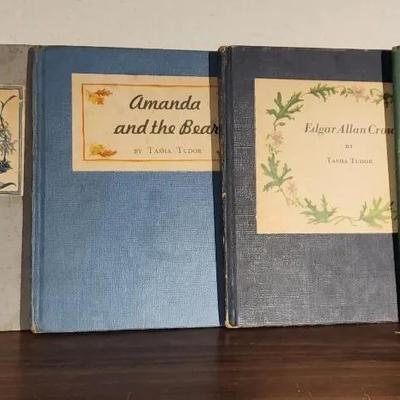 Amanda
and the Bear
BY TASHA TUDOR
Edgar Allan Crow
BY
TASHA TUDOR